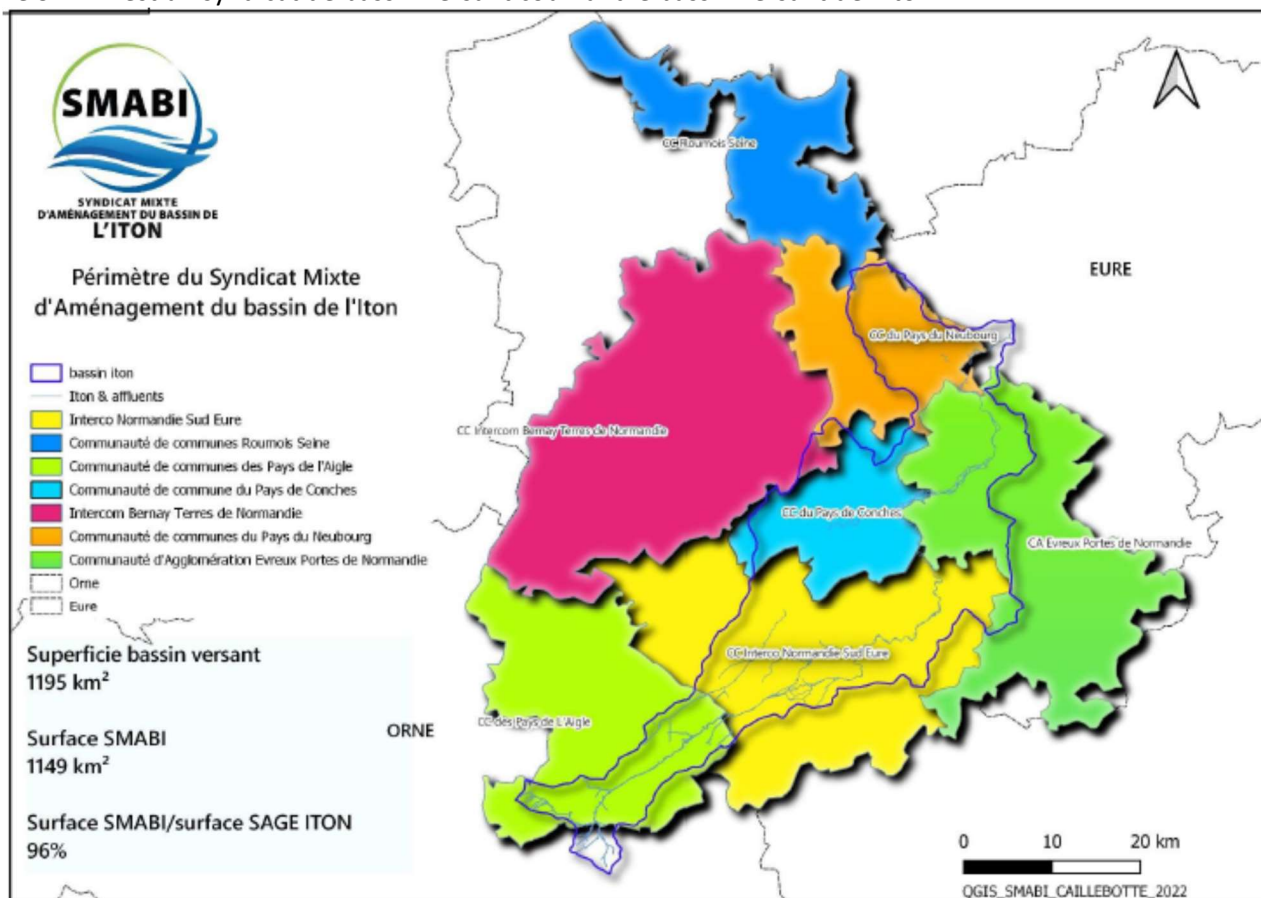 SMABI
SYNDICAT MIXTE
D'AMÉNAGEMENT DU BASSIN DE
L'ITON
Périmètre du Syndicat Mixte
d'Aménagement du bassin de l'Iton
bassin iton
Iton & affluents
Interco Normandie Sud Eure
Communauté de communes Roumois Seine
Communauté de communes des Pays de l'Aigle
Communauté de commune du Pays de Conches
Intercom Bernay Terres de Normandie
Communauté de communes du Pays du Neubourg
Communauté d'Agglomération Evreux Portes de Normandie
Orne
Eure
Superficie bassin versant
1195 km²
Surface SMABI
1149 km²
Surface SMABI/surface SAGE ITON
96%
CC Roumois Seine
EURE
CC du Pays du Neubourg
CC Intercom Bernay Terres de Normandie
CC du Pays de Conches
CA Evreux Portes de Normandie
CC Interco Normandie Sud Eure
CC des Pays de L'Aigle
ORNE
0 10 20 km
QGIS_SMABI_CAILLEBOTTE_2022